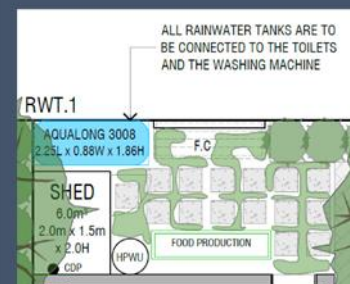 ALL RAINWATER TANKS ARE TO
BE CONNECTED TO THE TOILETS
AND THE WASHING MACHINE
RWT.1
AQUALONG 3008
2.25L x 0.88W x 1.86H
F.C
SHED
6.0m³
2.0m x 1.5m
x 2.0H
FOOD PRODUCTION
HPWU
CDP